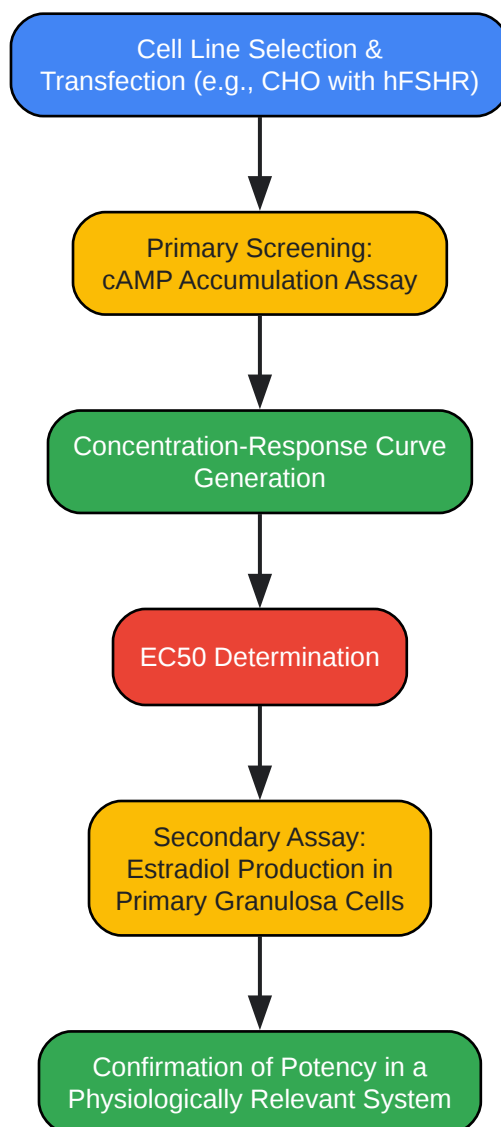 Cell Line Selection &
Transfection (e.g., CHO with hFSHR)
Primary Screening:
cAMP Accumulation Assay
Concentration-Response Curve
Generation
EC50 Determination
Secondary Assay:
Estradiol Production in
Primary Granulosa Cells
Confirmation of Potency in a
Physiologically Relevant System